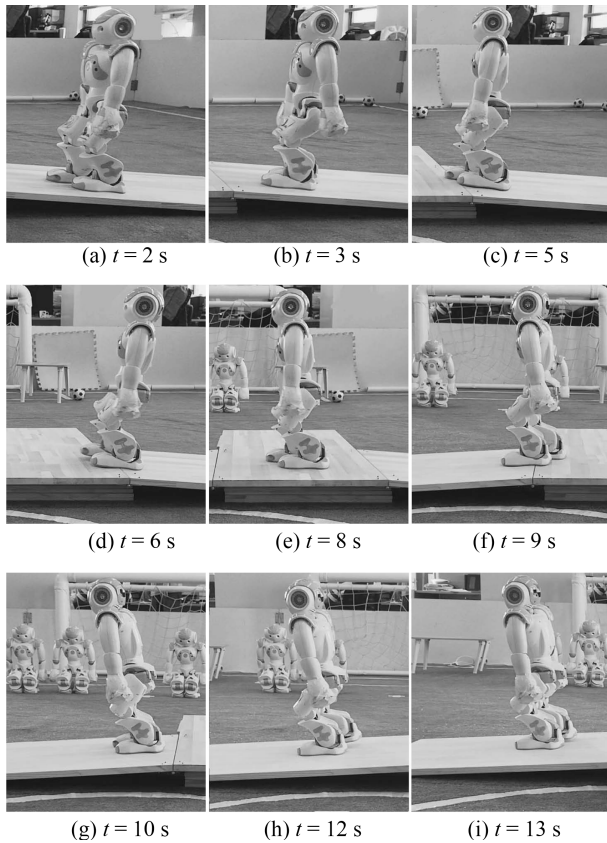 (a) t = 2 s
(b) t = 3 s
(c) t = 5 s
(d) t = 6 s
(e) t = 8 s
(f) t = 9 s
(g) t = 10 s
(h) t = 12 s
(i) t = 13 s